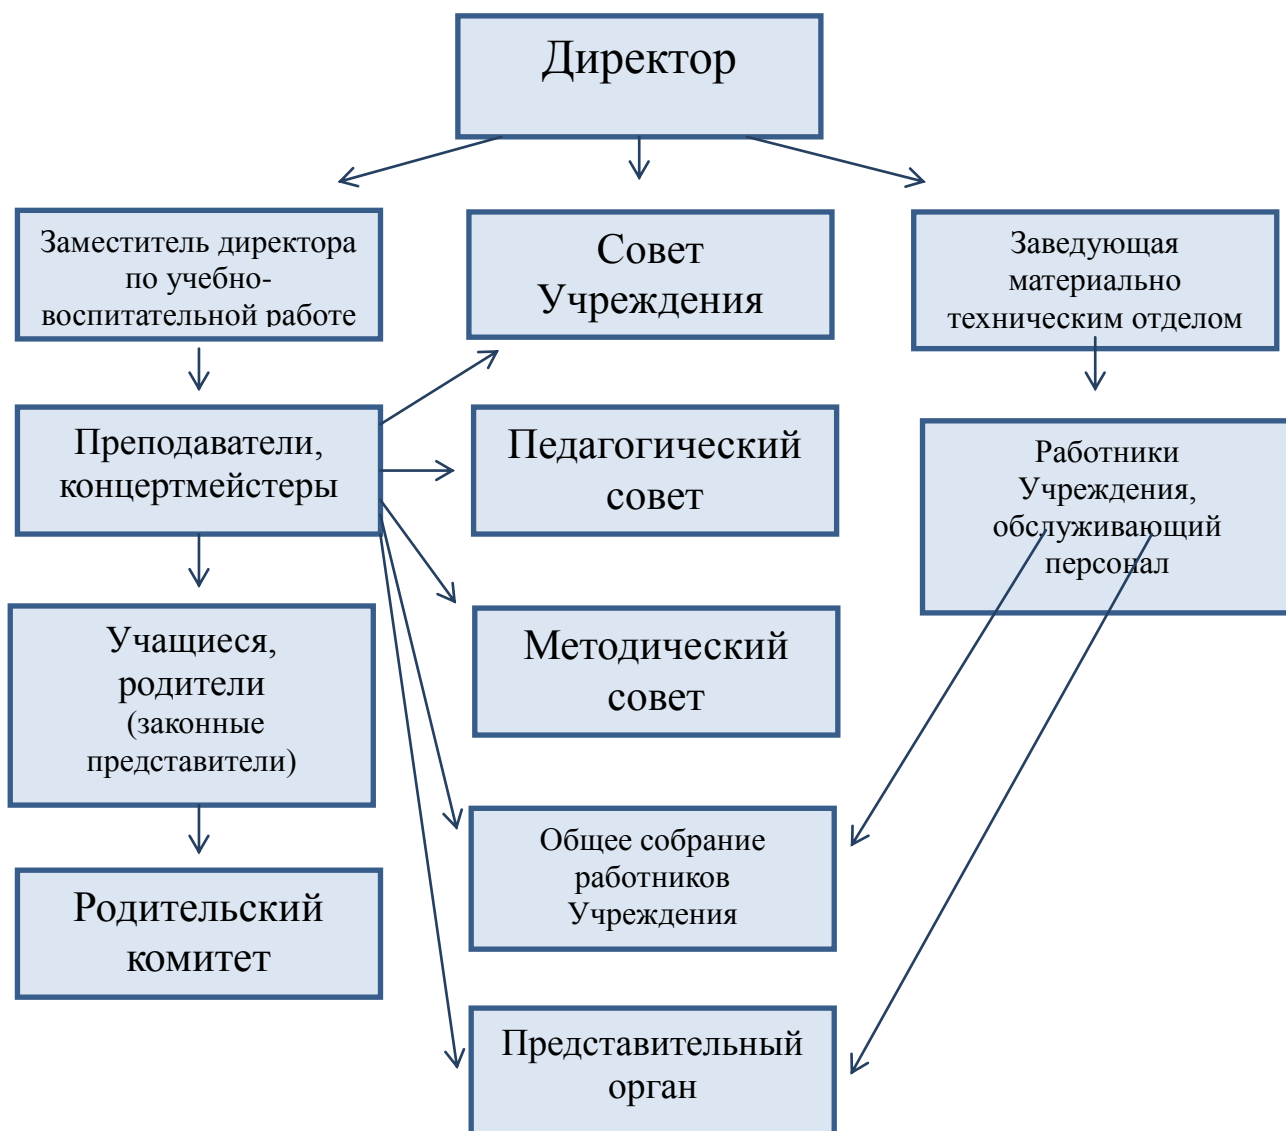 Директор
Заместитель директора
по учебно-
воспитательной работе
Совет
Учреждения
Заведующая
материально
техническим отделом
Преподаватели,
концертмейстеры
Педагогический
совет
Работники
Учреждения,
обслуживающий
персонал
Учащиеся,
родители
(законные
представители)
Методический
совет
Общее собрание
работников
Учреждения
Родительский
комитет
Представительный
орган